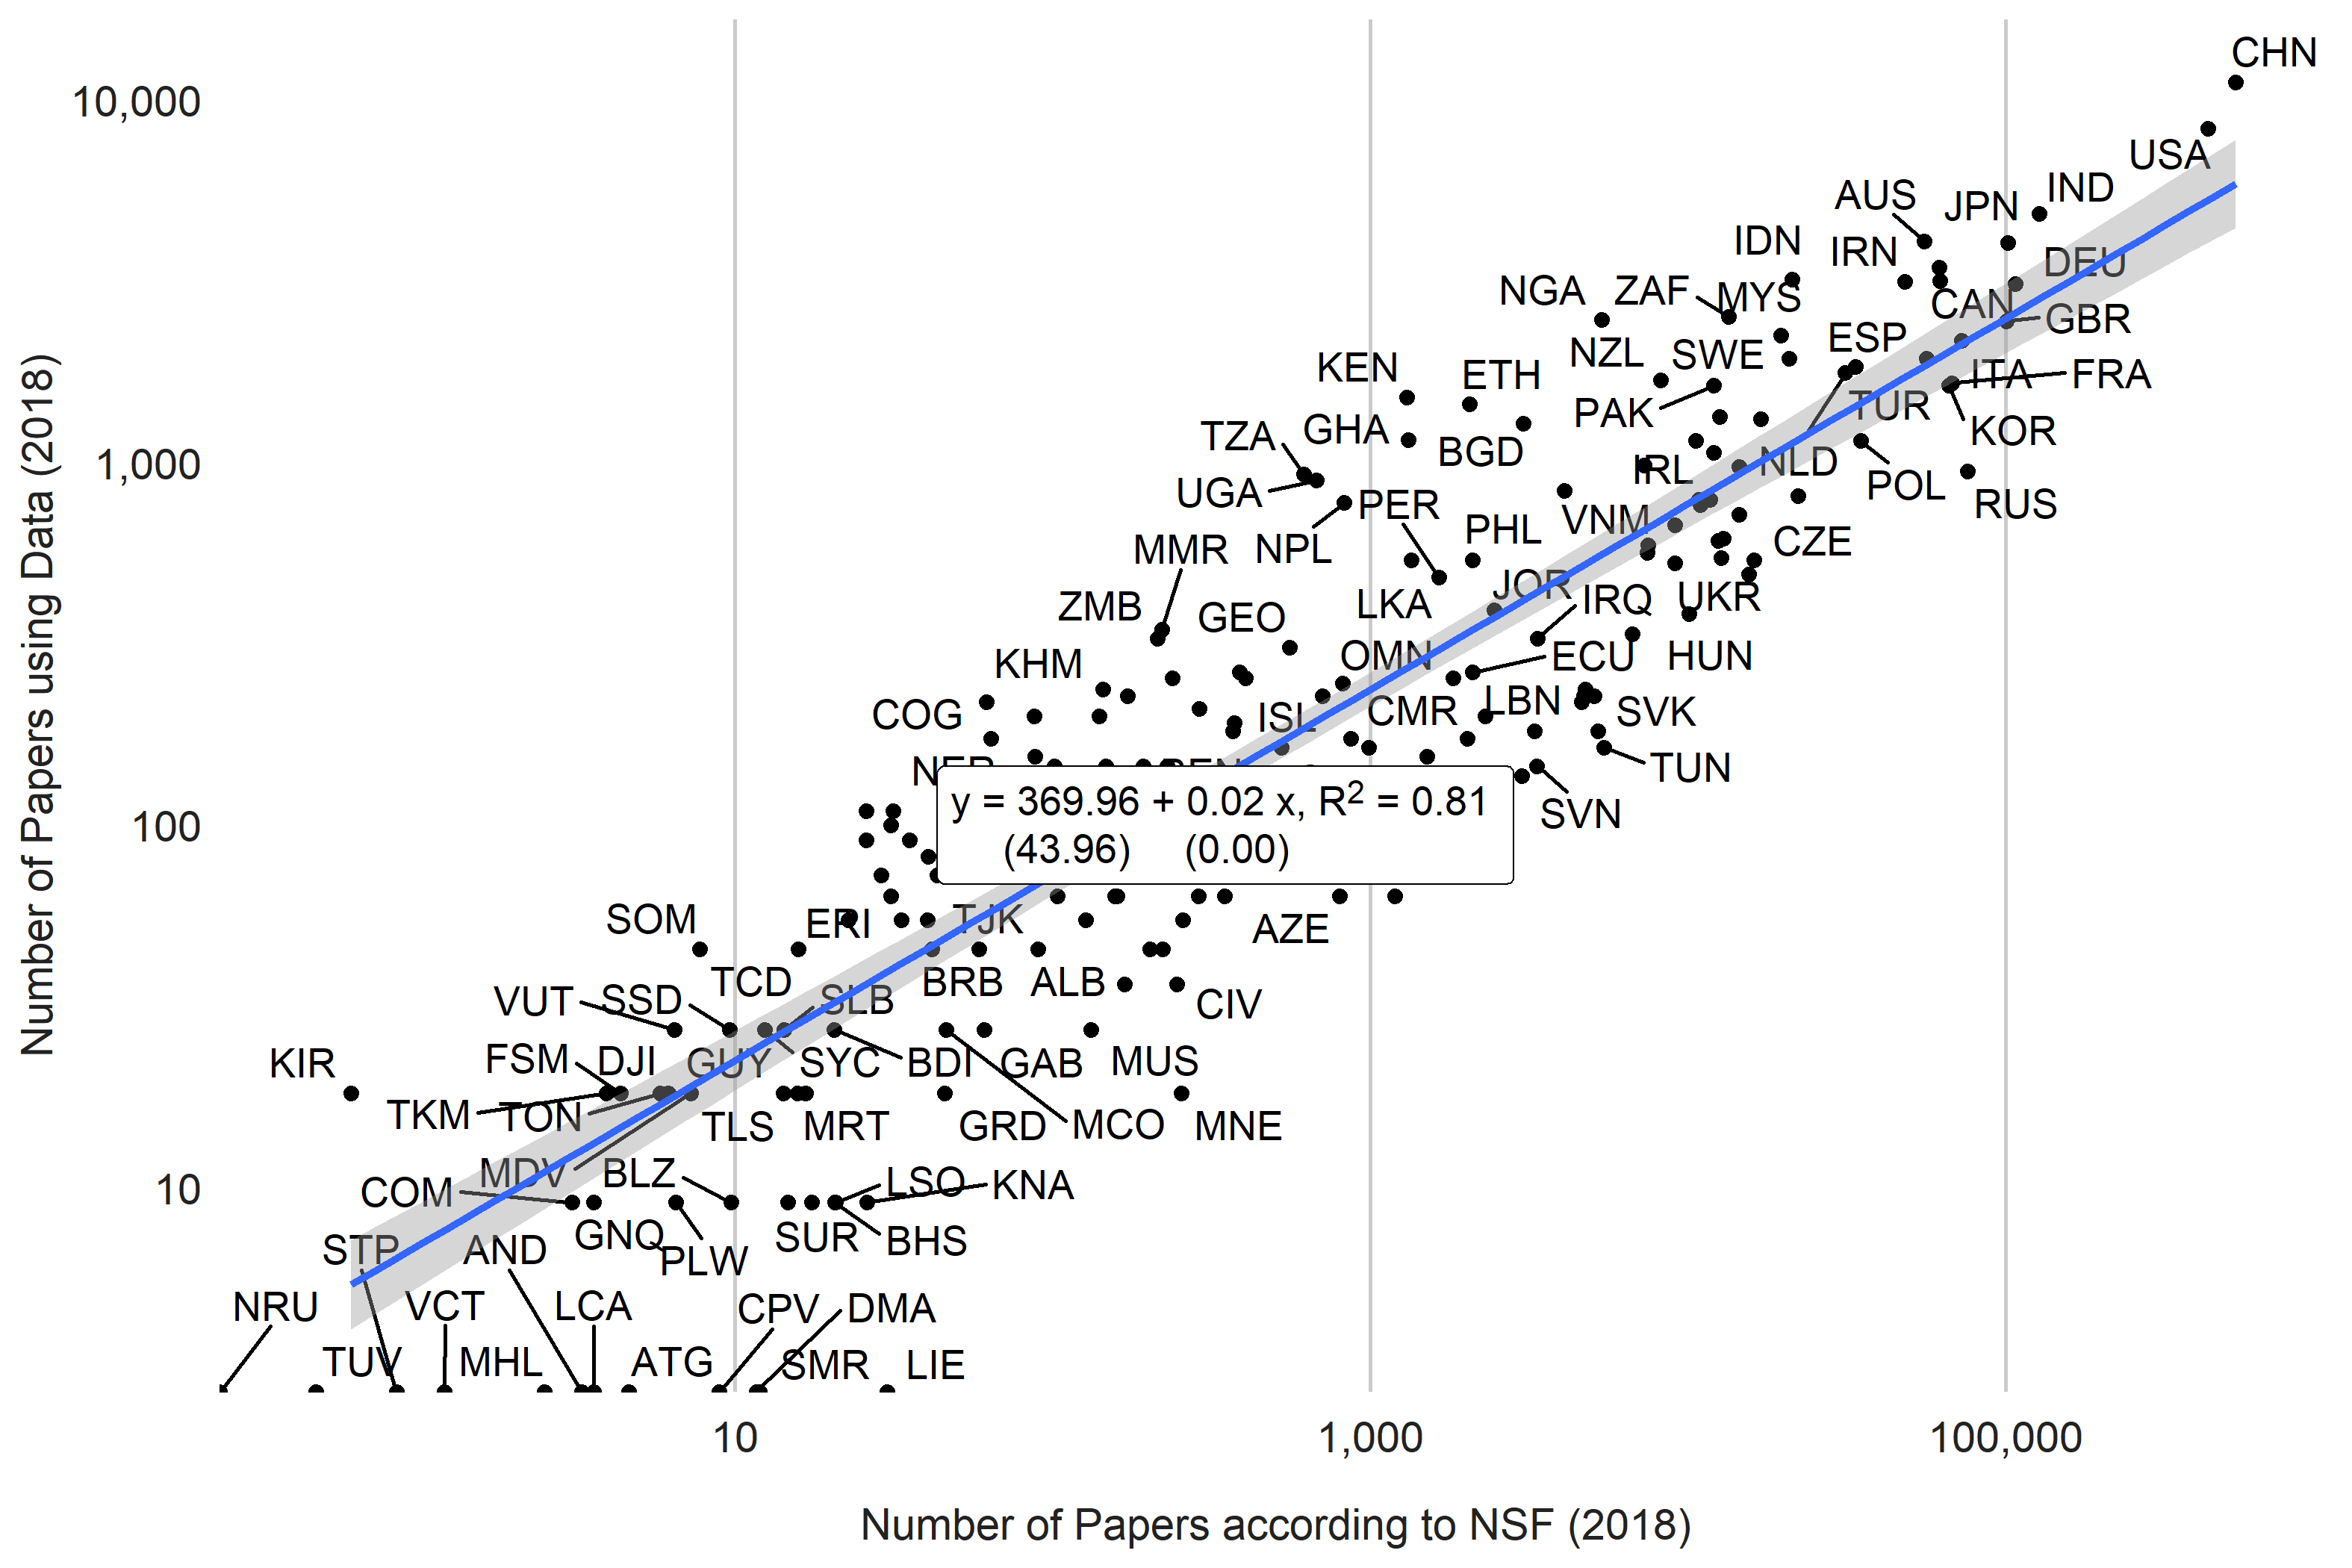 CHN
10,000
USA
IND
AUS
JPN
IDN
IRN
DEU
NGA
ZAF
MYS
CAN
GBR
ESP
NZL
SWE
KEN
ETH
ITA
FRA
PAK
TUR
GHA
TZA
KOR
BGD
1,000
IRL
NLD
POL
UGA
PER
RUS
VNM
PHL
CZE
MMR
NPL
JOR
IRQ
UKR
ZMB
LKA
GEO
OMN
ECU
HUN
KHM
LBN
COG
ISL
CMR
SVK
TUN
SVN
y = 369.96 + 0.02 x, R2 = 0.81
(43.96) (0.00)
100
SOM
ERI
TJK
AZE
TCD
BRB
ALB
VUT
SSD
SLB
CIV
KIR
FSM
DJI
GUY
SYC
BDI
GAB
MUS
TKM
TON
TLS
MRT
GRD
MCO
MNE
10
COM
MDV
BLZ
LSO
KNA
GNQ
PLW
SUR
BHS
STP
AND
NRU
VCT
LCA
CPV
DMA
TUV
MHL
ATG
SMR
LIE
10
1,000
100,000
Number of Papers according to NSF (2018)
Number of Papers using Data (2018)